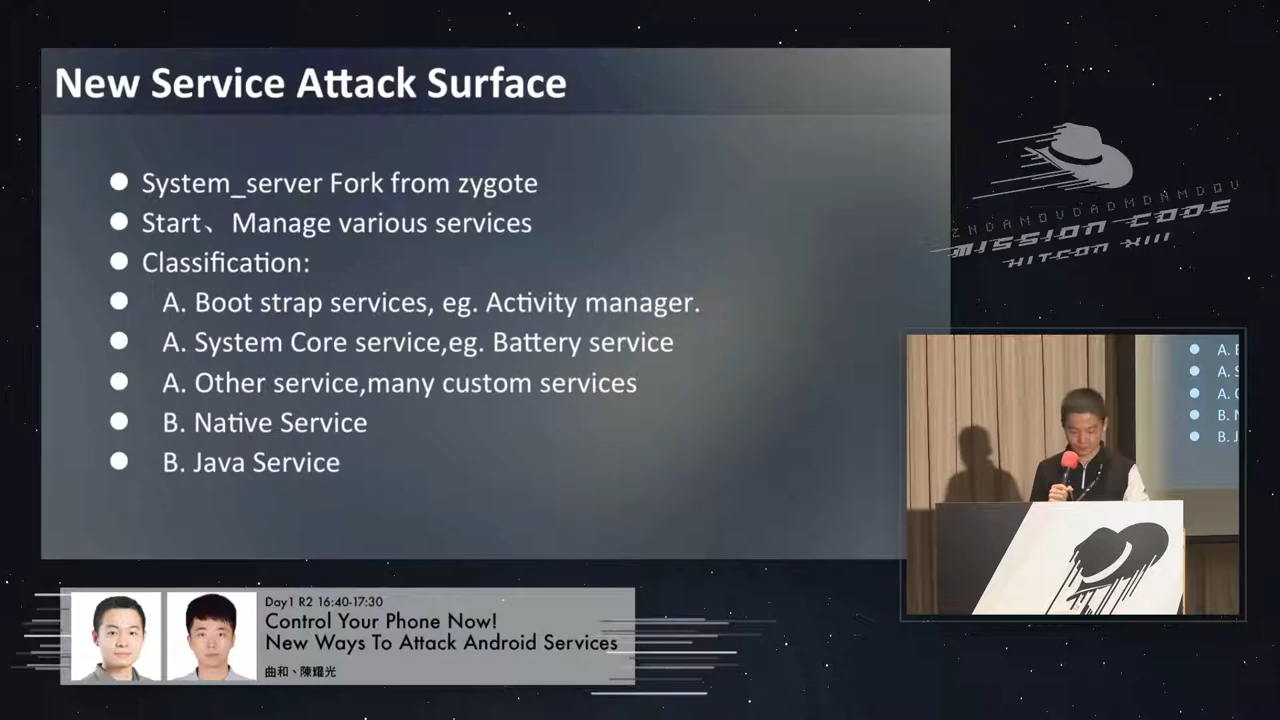 New Service Attack Surface
● System_server Fork from zygote
● Start、Manage various services
● Classification:
● A. Boot strap services, eg. Activity manager.
● A. System Core service,eg. Battery service
● A. Other service,many custom services
● B. Native Service
● B. Java Service
MISSION CODE
HITCON XIII
● A.
● A.
● A.
● B.
● B.
Day1 R2 16:40-17:30
Control Your Phone Now!
New Ways To Attack Android Services
曲和、陳耀光